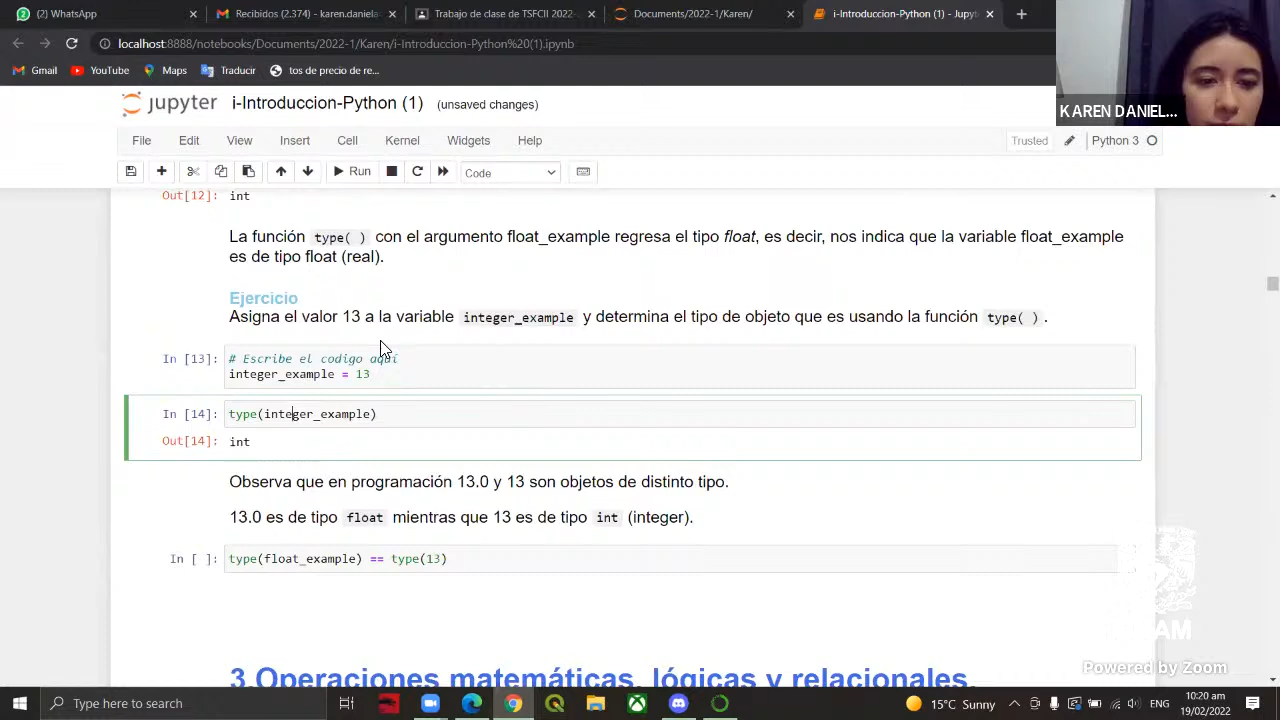 WhatsApp
Recibidos (2.374) - karen.daniela
Trabajo de clase de TSFCII 2022-
Documents/2022-1/Karen/
i-Introduccion-Python (1) - Jupyt
localhost:8888/notebooks/Documents/2022-1/Karen/i-Introduccion-Python%20(1).ipynb
Gmail
YouTube
Maps
Traducir
tos de precio de re...
KAREN DANIEL...
jupyter i-Introduccion-Python (1) (unsaved changes)
File Edit View Insert Cell Kernel Widgets Help
Trusted
Python 3
Run
Code
Out[12]: int
La función type( ) con el argumento float_example regresa el tipo float, es decir, nos indica que la variable float_example
es de tipo float (real).
Ejercicio
Asigna el valor 13 a la variable integer_example y determina el tipo de objeto que es usando la función type( ) .
In [13]: # Escribe el codigo aquí
integer_example = 13
In [14]: type(integer_example)
Out[14]: int
Observa que en programación 13.0 y 13 son objetos de distinto tipo.
13.0 es de tipo float mientras que 13 es de tipo int (integer).
In [ ]: type(float_example) == type(13)
3.Operaciones matemáticas, lógicas y relacionales
Powered by Zoom
Type here to search
15°C Sunny
ENG
10:20 am
19/02/2022